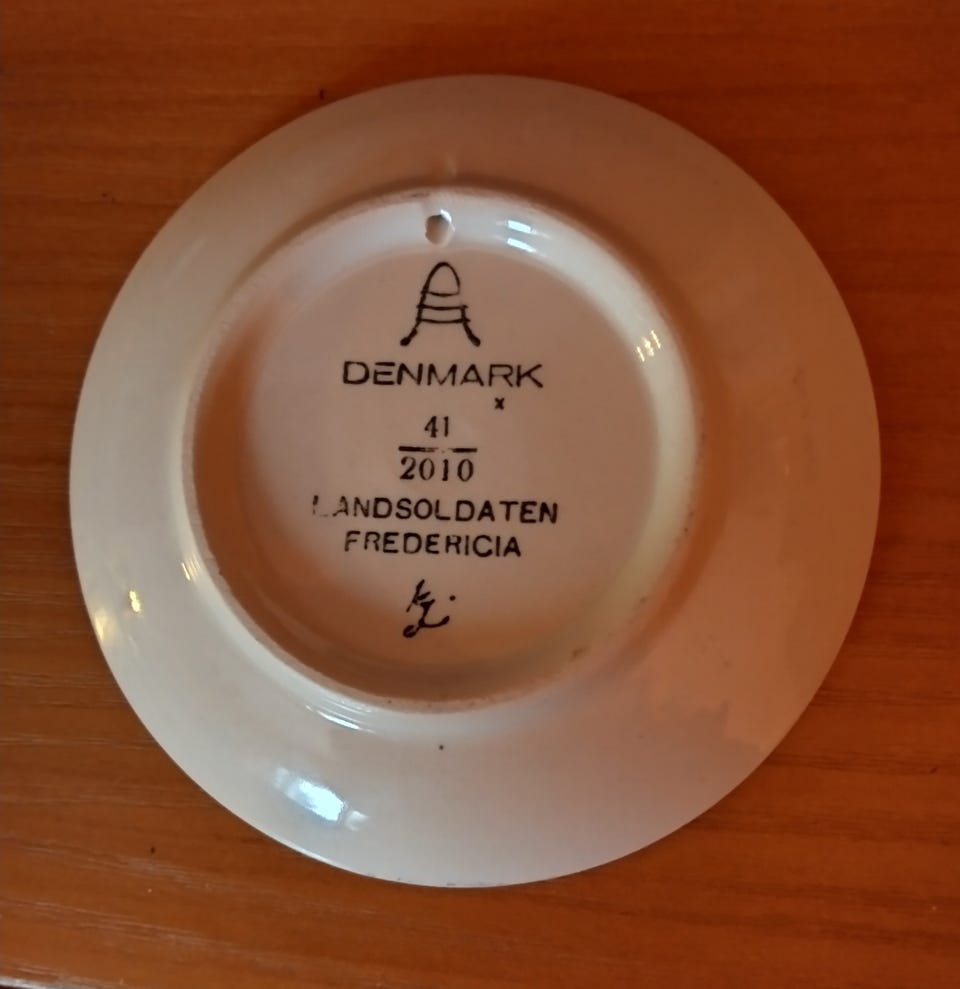 DENMARK
x
41
2010
LANDSOLDATEN
FREDERICIA